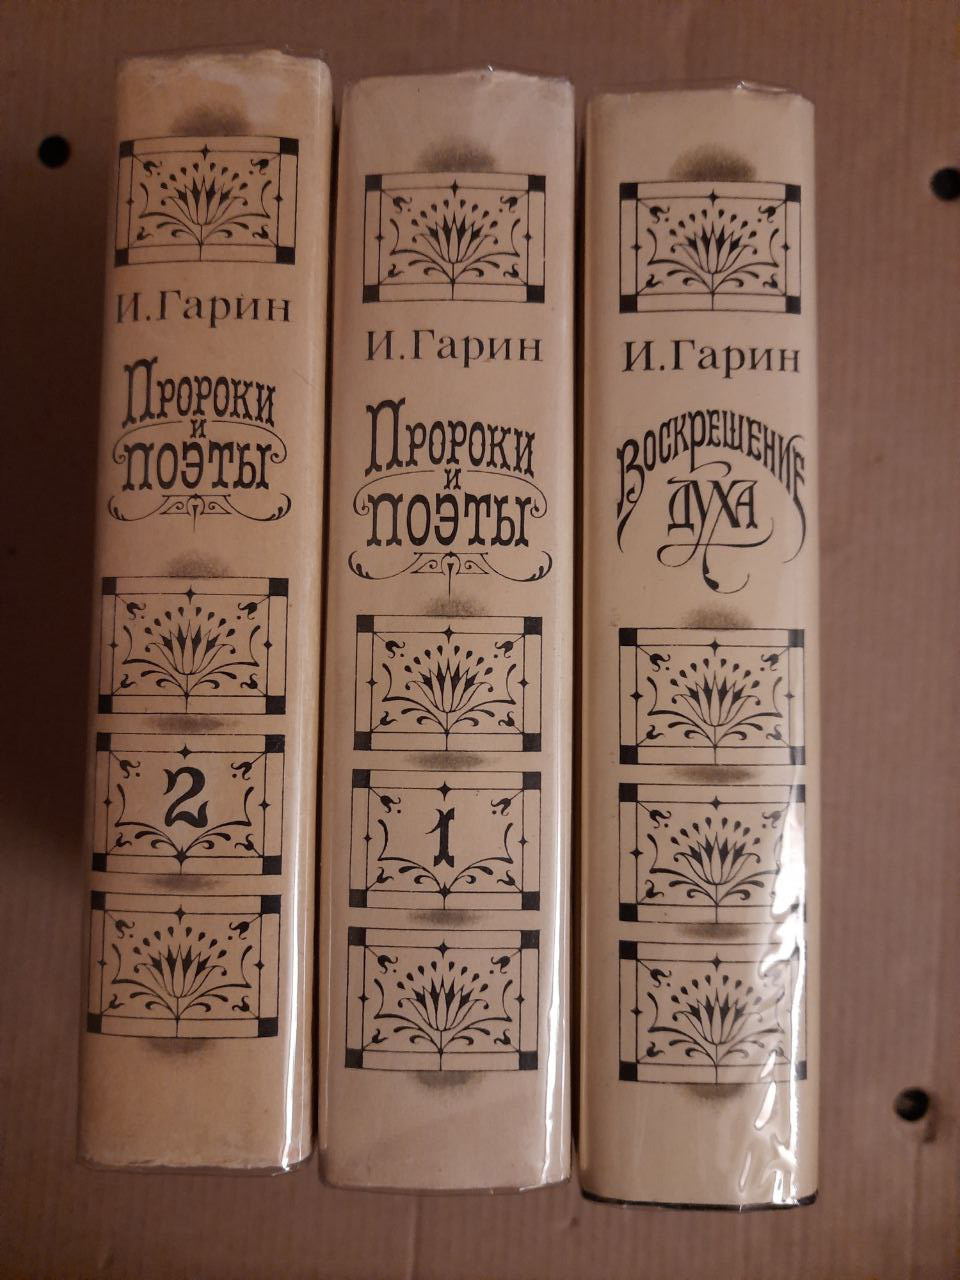 И.Гарин
Пророки
и
поэты
2
И.Гарин
Пророки
и
поэты
1
И.Гарин
Воскрешение
духа